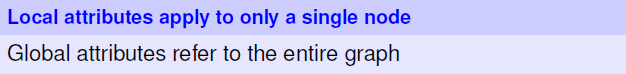 Local attributes apply to only a single node
Global attributes refer to the entire graph